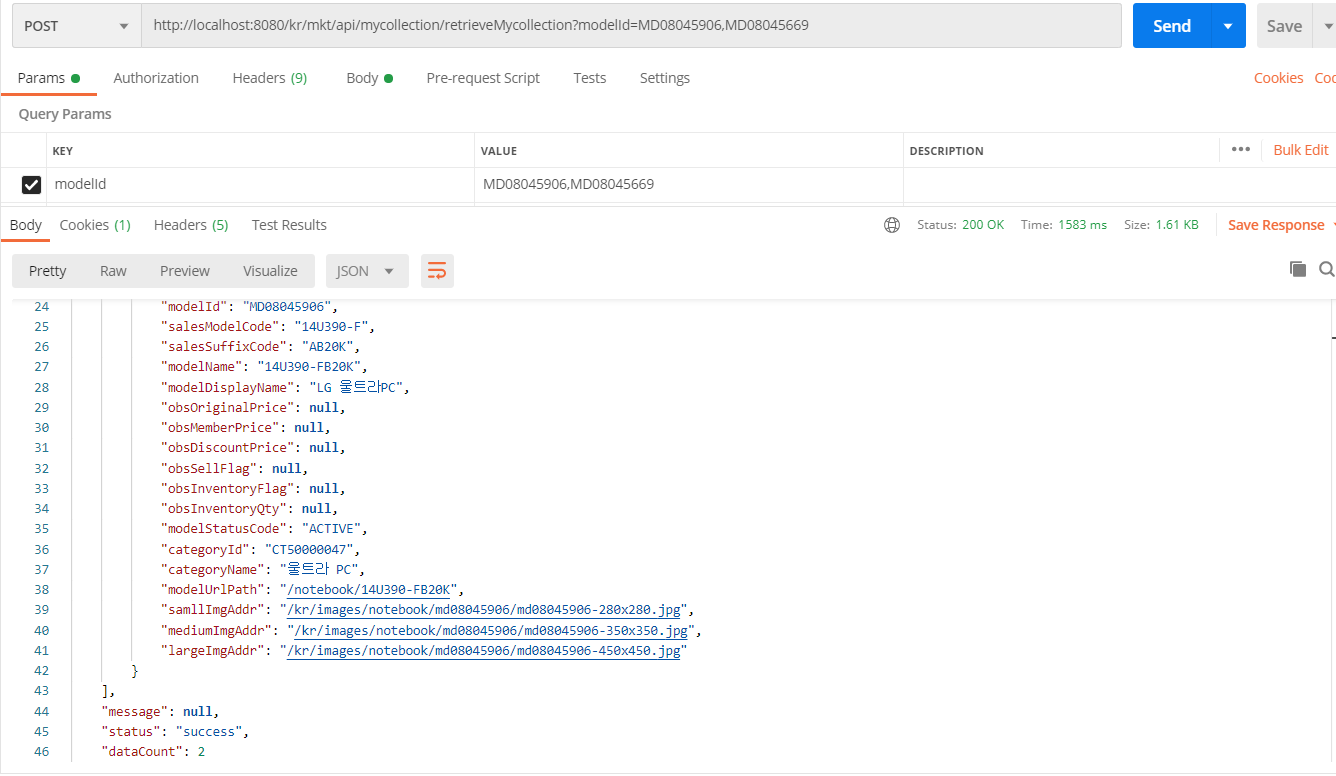 POST http://localhost:8080/kr/mkt/api/mycollection/retrieveMycollection?modelId=MD08045906,MD08045669 Send Save
Params Authorization Headers (9) Body Pre-request Script Tests Settings Cookies Coc
Query Params
KEY VALUE DESCRIPTION ••• Bulk Edit
modelId MD08045906,MD08045669
Body Cookies (1) Headers (5) Test Results Status: 200 OK Time: 1583 ms Size: 1.61 KB Save Response
Pretty Raw Preview Visualize JSON
24 "modelId": "MD08045906",
25 "salesModelCode": "14U390-F",
26 "salesSuffixCode": "AB20K",
27 "modelName": "14U390-FB20K",
28 "modelDisplayName": "LG 울트라PC",
29 "obsOriginalPrice": null,
30 "obsMemberPrice": null,
31 "obsDiscountPrice": null,
32 "obsSellFlag": null,
33 "obsInventoryFlag": null,
34 "obsInventoryQty": null,
35 "modelStatusCode": "ACTIVE",
36 "categoryId": "CT50000047",
37 "categoryName": "울트라 PC",
38 "modelUrlPath": "/notebook/14U390-FB20K",
39 "samllImgAddr": "/kr/images/notebook/md08045906/md08045906-280x280.jpg",
40 "mediumImgAddr": "/kr/images/notebook/md08045906/md08045906-350x350.jpg",
41 "largeImgAddr": "/kr/images/notebook/md08045906/md08045906-450x450.jpg"
42 }
43 ],
44 "message": null,
45 "status": "success",
46 "dataCount": 2